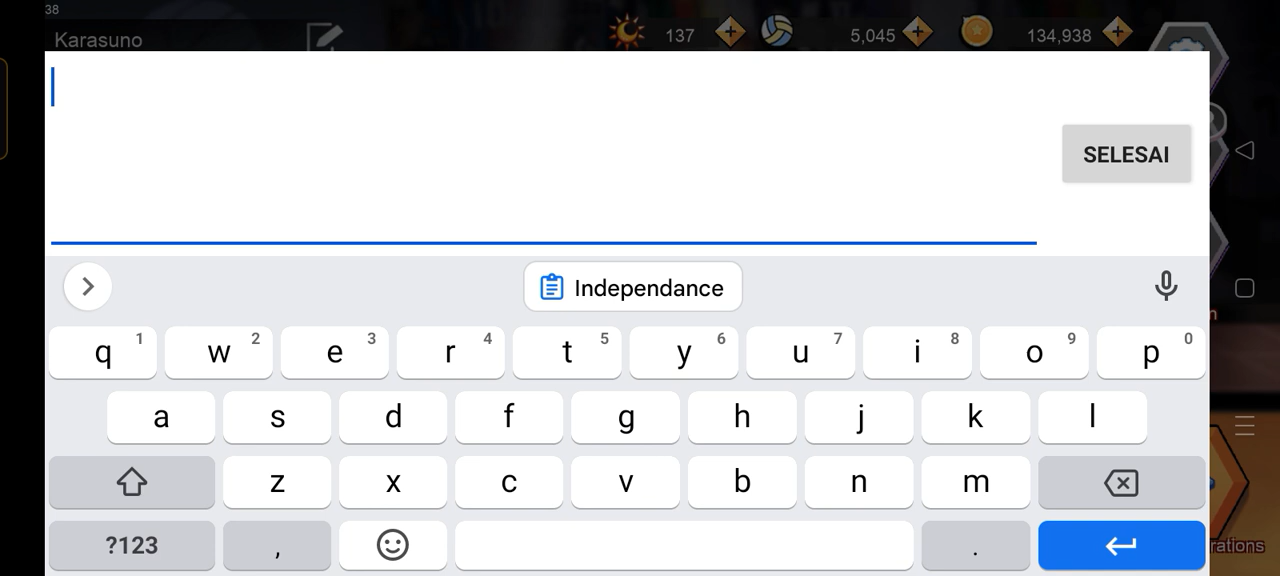 38
Karasuno
137
5,045
134,938
SELESAI
Independance
q 1 w 2 e 3 r 4 t 5 y 6 u 7 i 8 o 9 p 0
a s d f g h j k l
z x c v b n m
?123 , .
rations